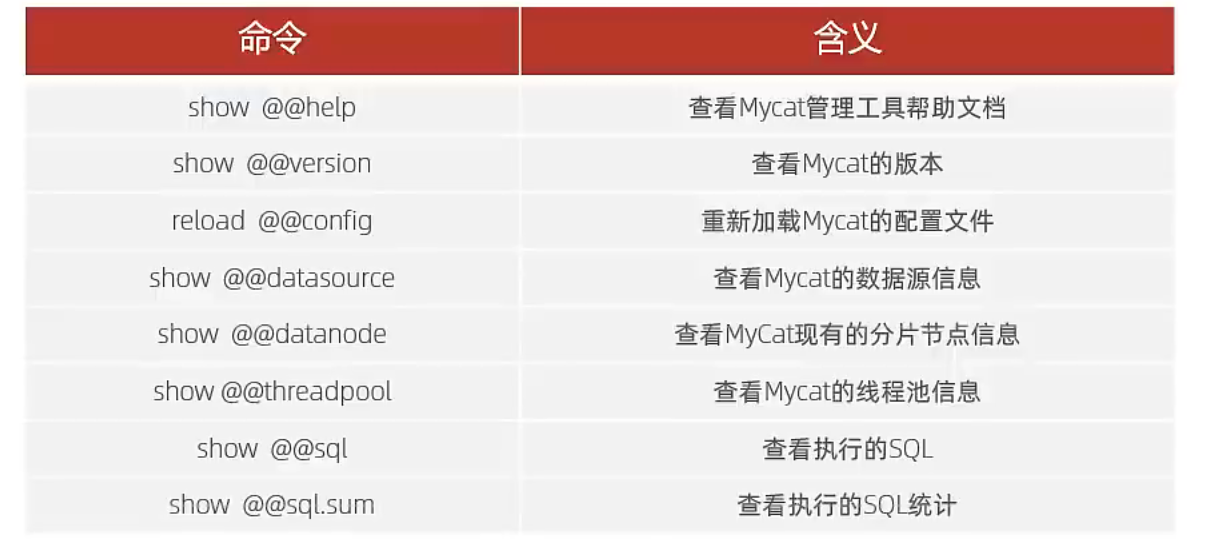 命令 含义
show @@help 查看Mycat管理工具帮助文档
show @@version 查看Mycat的版本
reload @@config 重新加载Mycat的配置文件
show @@datasource 查看Mycat的数据源信息
show @@datanode 查看MyCat现有的分片节点信息
show @@threadpool 查看Mycat的线程池信息
show @@sql 查看执行的SQL
show @@sql.sum 查看执行的SQL统计